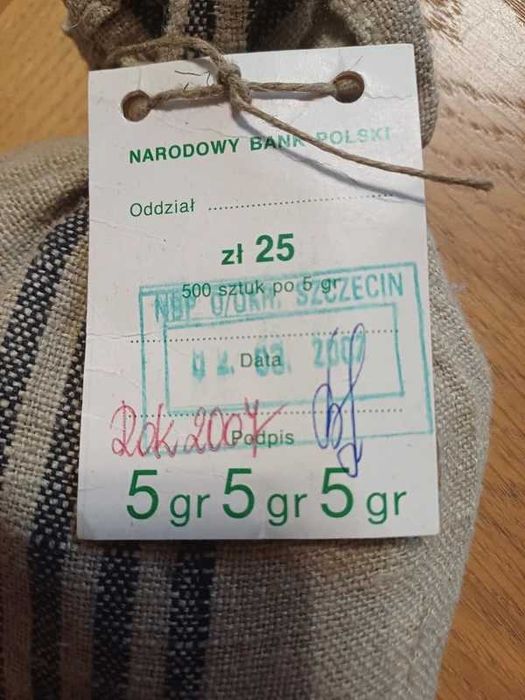 NARODOWY BANK POLSKI
Oddział
zł 25
500 sztuk po 5 gr
NBP O/OKR. SZCZECIN
Data
2007
Rok 2007
Podpis
5 gr 5 gr 5 gr